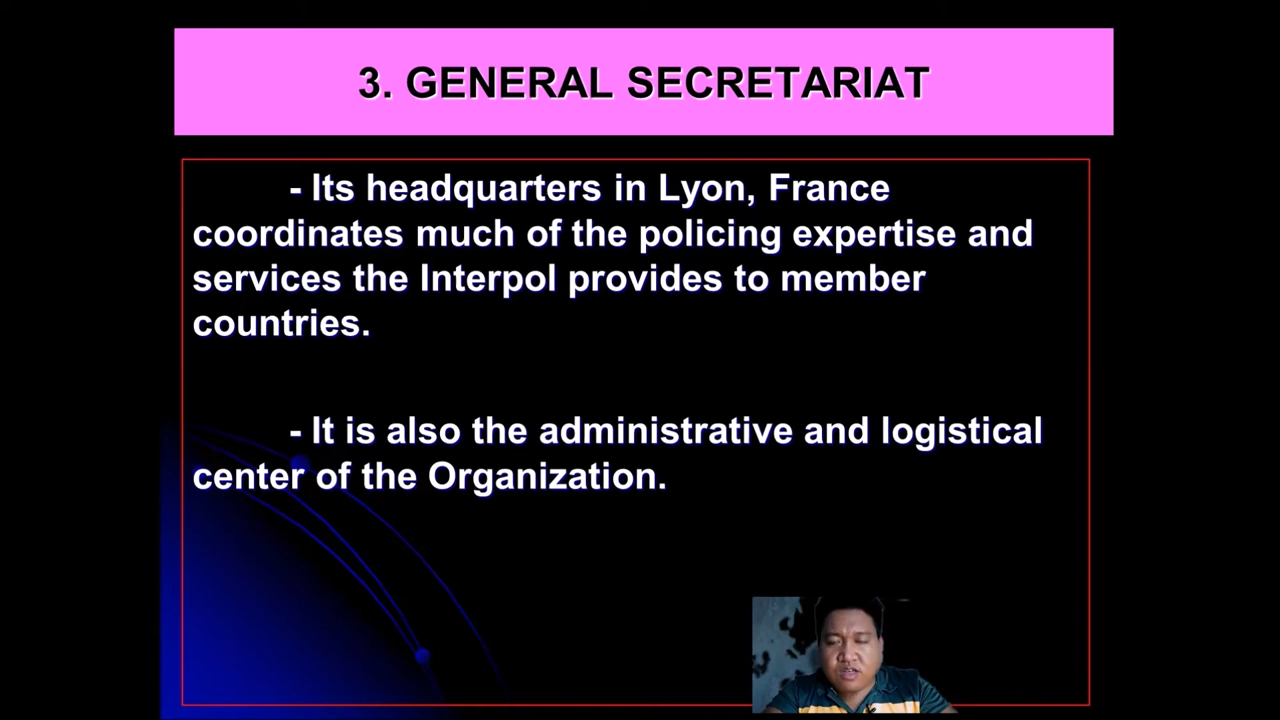 3. GENERAL SECRETARIAT
- Its headquarters in Lyon, France
coordinates much of the policing expertise and
services the Interpol provides to member
countries.
- It is also the administrative and logistical
center of the Organization.